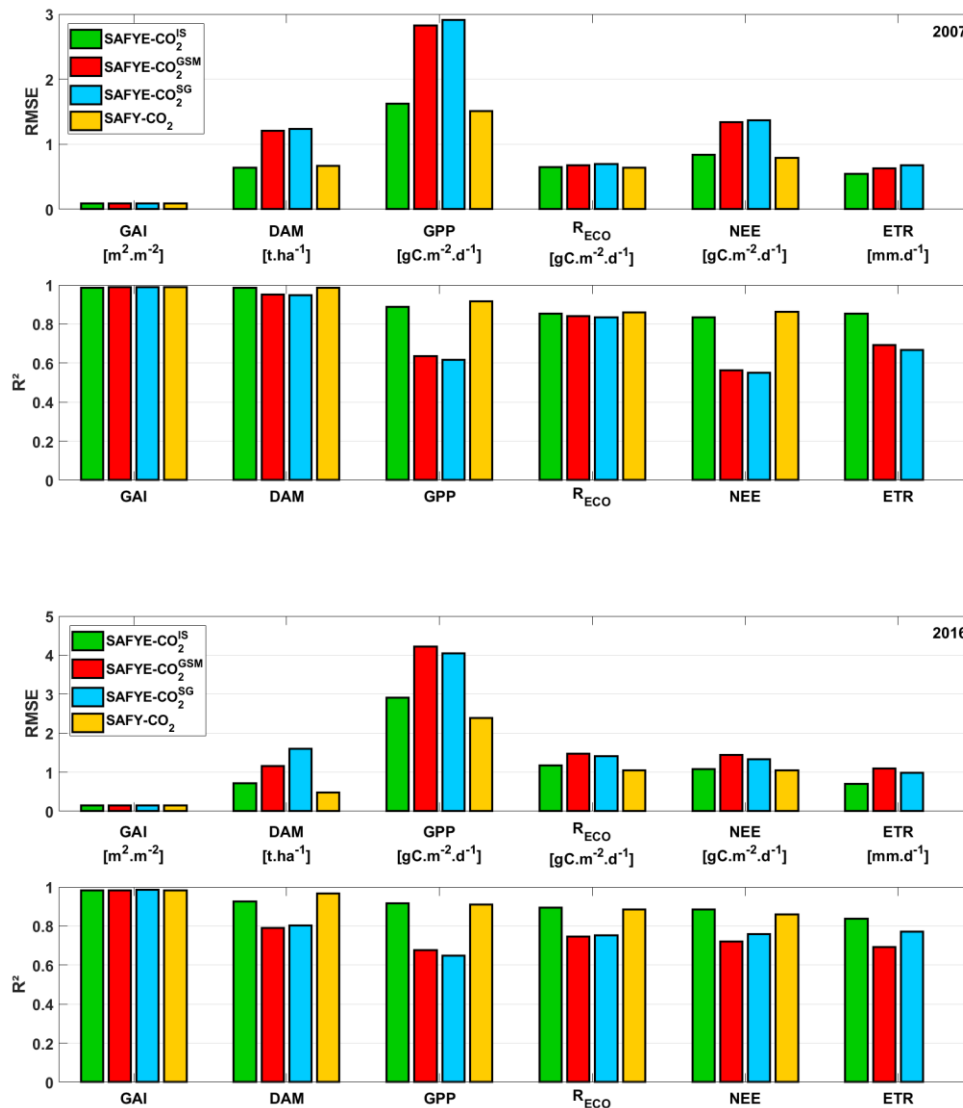 3
2007
SAFYE-CO₂ᴵˢ
SAFYE-CO₂ᴳˢᴹ
SAFYE-CO₂ˢᴳ
SAFY-CO₂
2
1
0
RMSE
GAI DAM GPP R_ECO NEE ETR
[m².m⁻²] [t.ha⁻¹] [gC.m⁻².d⁻¹] [gC.m⁻².d⁻¹] [gC.m⁻².d⁻¹] [mm.d⁻¹]
1
0.8
0.6
0.4
0.2
0
R²
GAI DAM GPP R_ECO NEE ETR
5
2016
SAFYE-CO₂ᴵˢ
SAFYE-CO₂ᴳˢᴹ
SAFYE-CO₂ˢᴳ
SAFY-CO₂
4
3
2
1
0
RMSE
GAI DAM GPP R_ECO NEE ETR
[m².m⁻²] [t.ha⁻¹] [gC.m⁻².d⁻¹] [gC.m⁻².d⁻¹] [gC.m⁻².d⁻¹] [mm.d⁻¹]
1
0.8
0.6
0.4
0.2
0
R²
GAI DAM GPP R_ECO NEE ETR